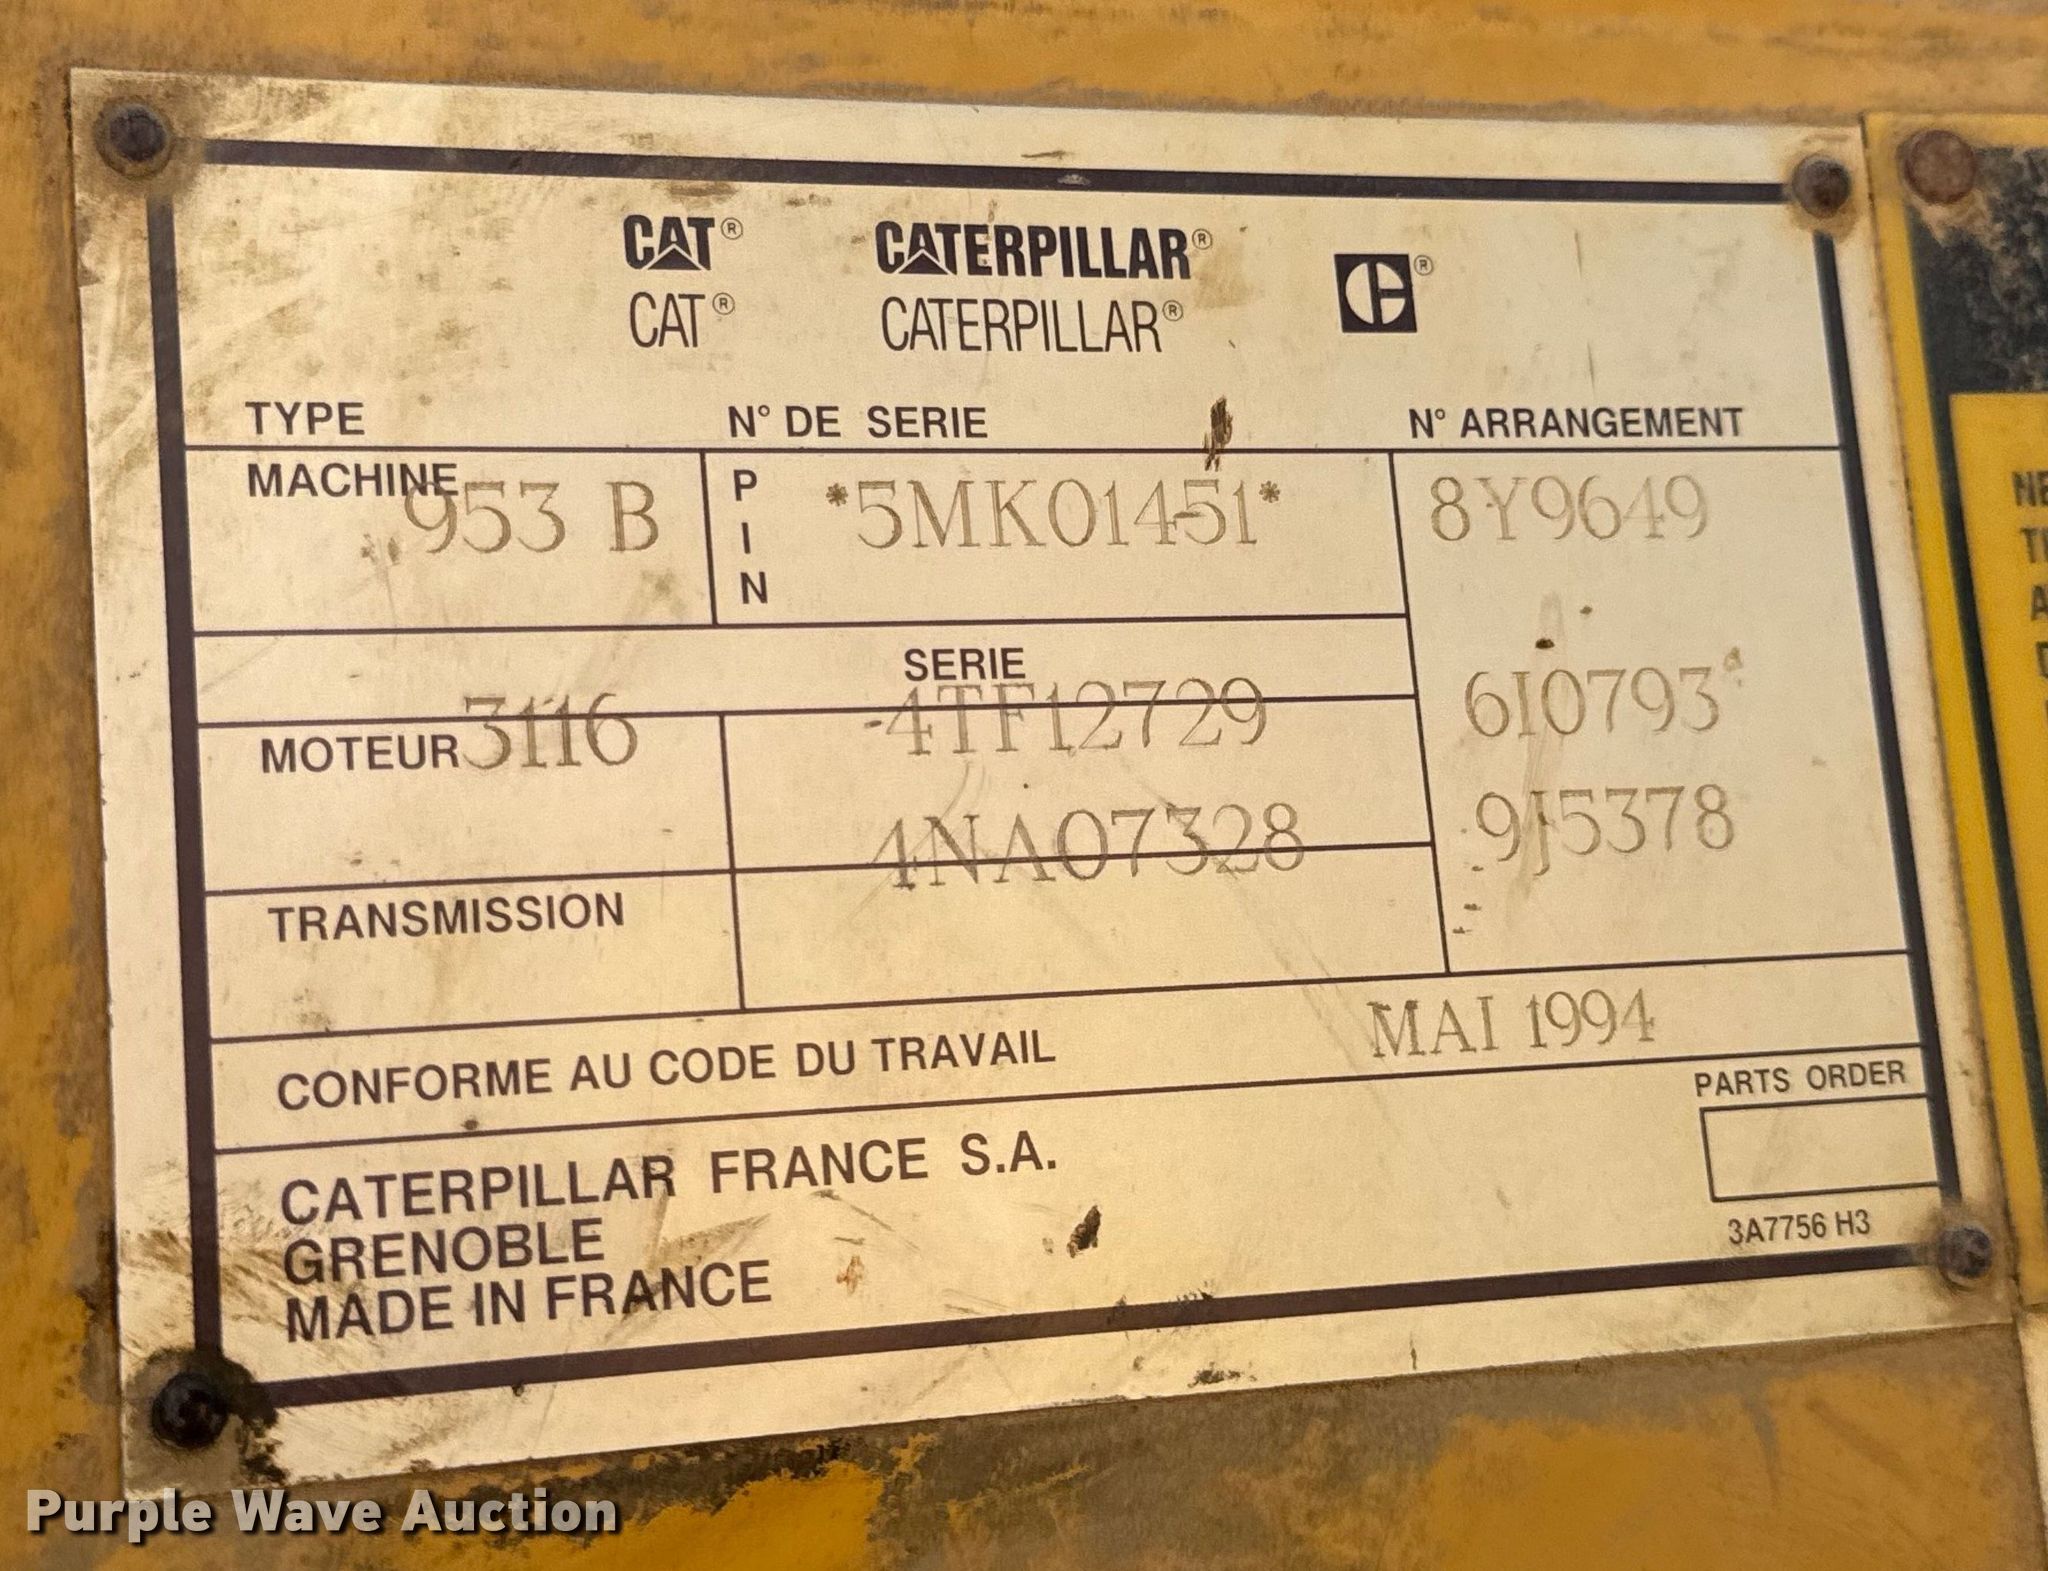 CAT® CATERPILLAR® ®
CAT® CATERPILLAR®
TYPE N° DE SERIE N° ARRANGEMENT
MACHINE 953 B PIN *5MK01451* 8Y9649
SERIE
MOTEUR 3116 4TF12729 6I0793
4NA07328 9J5378
TRANSMISSION
CONFORME AU CODE DU TRAVAIL MAI 1994
PARTS ORDER
CATERPILLAR FRANCE S.A.
GRENOBLE
MADE IN FRANCE
3A7756 H3
Purple Wave Auction